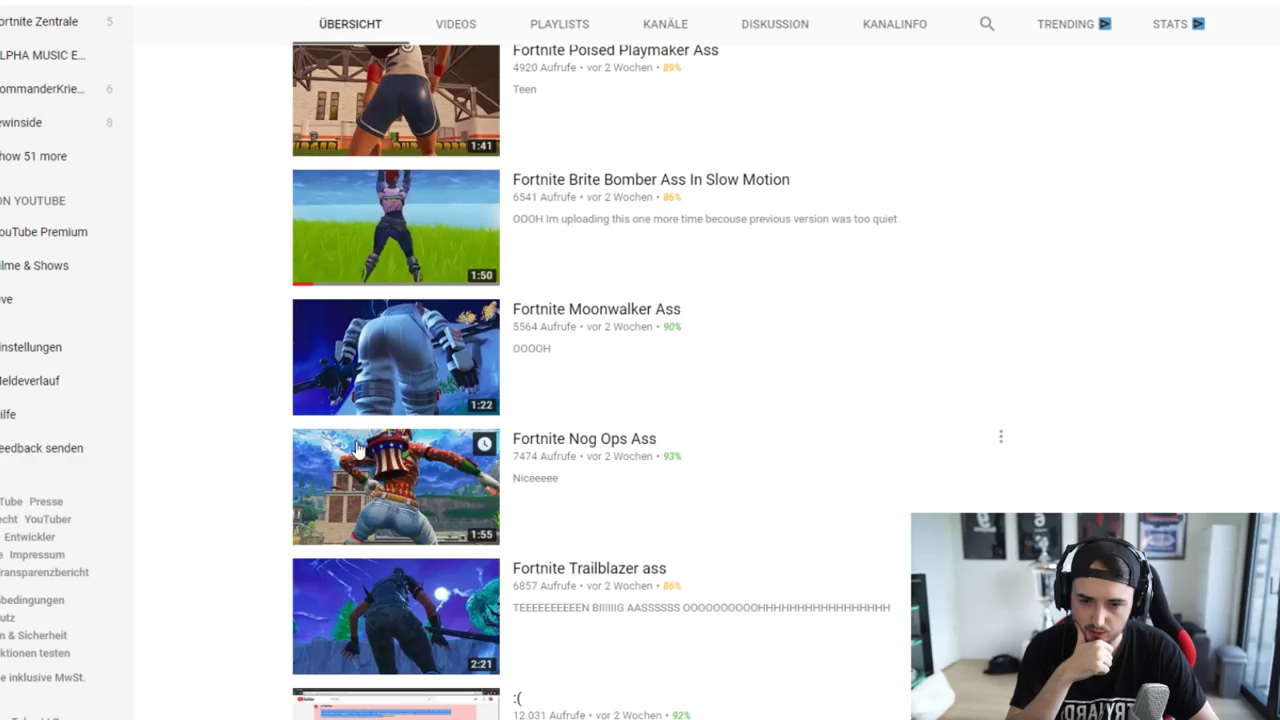 ortnite Zentrale 5
LPHA MUSIC E...
ommanderKrie... 6
ewinside 8
how 51 more
ON YOUTUBE
ouTube Premium
ilme & Shows
ive
instellungen
Meldeverlauf
ilfe
eedback senden
Tube Presse
echt YouTuber
Entwickler
e Impressum
ransparenzbericht
bedingungen
utz
n & Sicherheit
ktionen testen
e inklusive MwSt.
ÜBERSICHT VIDEOS PLAYLISTS KANÄLE DISKUSSION KANALINFO TRENDING STATS
Fortnite Poised Playmaker Ass
4920 Aufrufe • vor 2 Wochen • 89%
Teen
1:41
Fortnite Brite Bomber Ass In Slow Motion
6541 Aufrufe • vor 2 Wochen • 86%
OOOH Im uploading this one more time becouse previous version was too quiet
1:50
Fortnite Moonwalker Ass
5564 Aufrufe • vor 2 Wochen • 90%
OOOOH
1:22
Fortnite Nog Ops Ass
7474 Aufrufe • vor 2 Wochen • 93%
Niceeeee
1:55
Fortnite Trailblazer ass
6857 Aufrufe • vor 2 Wochen • 86%
TEEEEEEEEEEN BIIIIIIG AASSSSSS OOOOOOOOOOHHHHHHHHHHHHHHHHHH
2:21
:(
12.031 Aufrufe • vor 2 Wochen • 92%